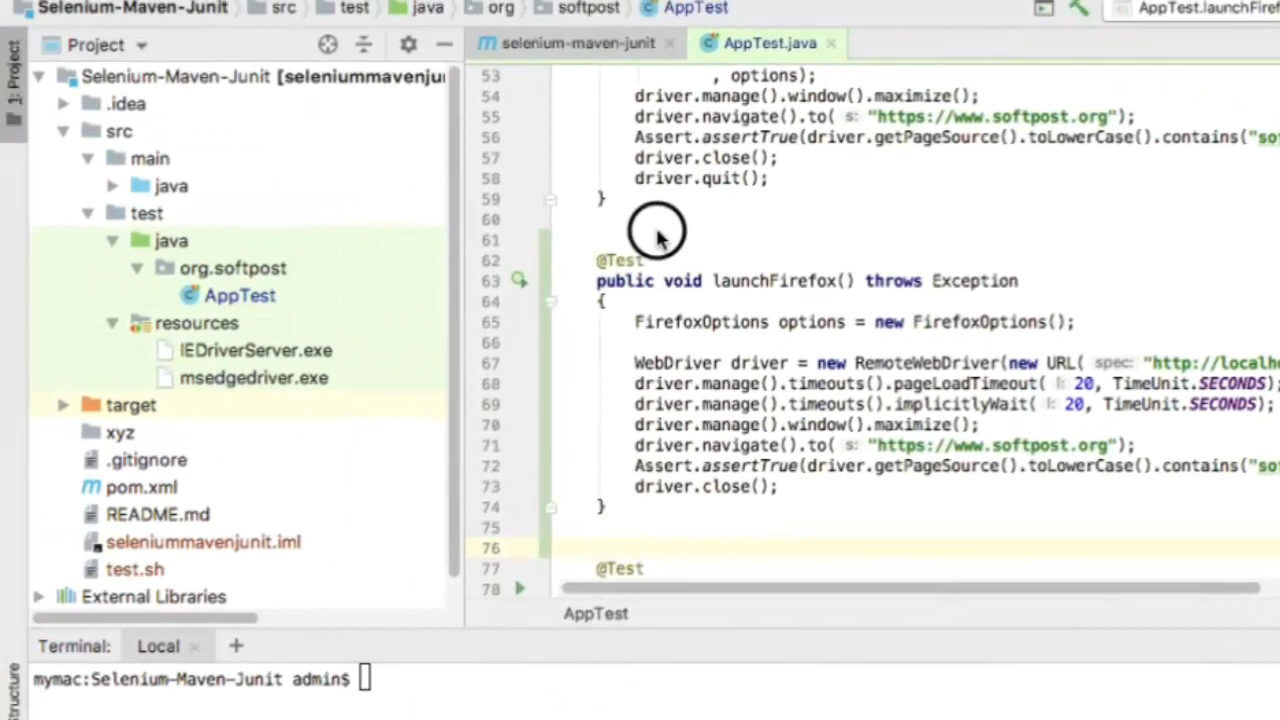 Selenium-Maven-Junit src test java org softpost AppTest AppTest.launchFiref
1: Project
Project
selenium-maven-junit AppTest.java
Selenium-Maven-Junit [seleniummavenju
.idea
src
main
java
test
java
org.softpost
AppTest
resources
IEDriverServer.exe
msedgedriver.exe
target
xyz
.gitignore
pom.xml
README.md
seleniummavenjunit.iml
test.sh
External Libraries
53 , options);
54 driver.manage().window().maximize();
55 driver.navigate().to( s: "https://www.softpost.org");
56 Assert.assertTrue(driver.getPageSource().toLowerCase().contains("so
57 driver.close();
58 driver.quit();
59 }
60
61
62 @Test
63 public void launchFirefox() throws Exception
64 {
65 FirefoxOptions options = new FirefoxOptions();
66
67 WebDriver driver = new RemoteWebDriver(new URL( spec: "http://localho
68 driver.manage().timeouts().pageLoadTimeout( l: 20, TimeUnit.SECONDS);
69 driver.manage().timeouts().implicitlyWait( l: 20, TimeUnit.SECONDS);
70 driver.manage().window().maximize();
71 driver.navigate().to( s: "https://www.softpost.org");
72 Assert.assertTrue(driver.getPageSource().toLowerCase().contains("so
73 driver.close();
74 }
75
76
77 @Test
78
AppTest
Terminal: Local +
mymac:Selenium-Maven-Junit admin$
Structure